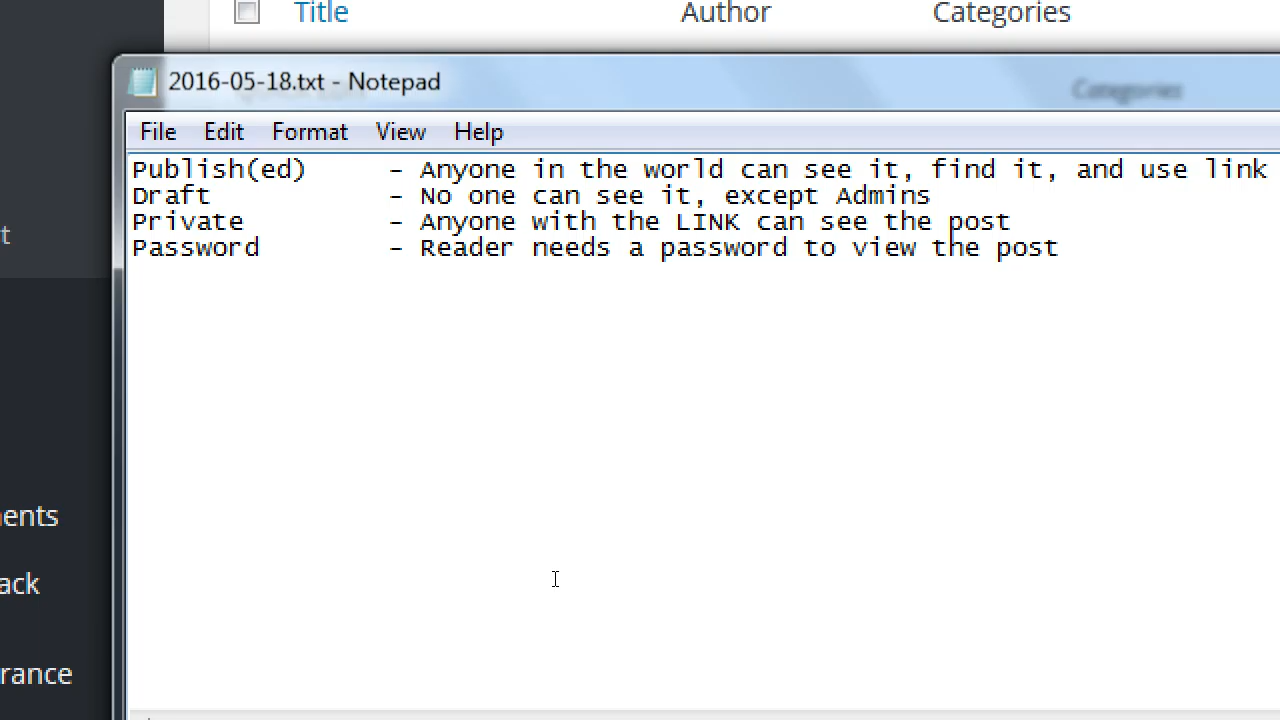 Title Author Categories
2016-05-18.txt - Notepad
Categories
File Edit Format View Help
Publish(ed) - Anyone in the world can see it, find it, and use link
Draft - No one can see it, except Admins
Private - Anyone with the LINK can see the post
Password - Reader needs a password to view the post
t
ents
ack
rance